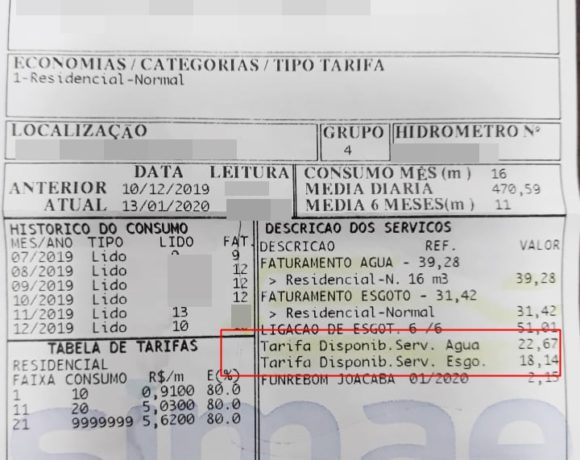 ECONOMIAS / CATEGORIAS / TIPO TARIFA
1-Residencial-Normal
LOCALIZAÇÃO
GRUPO
4
HIDROMETRO Nº
DATA LEITURA
ANTERIOR 10/12/2019
ATUAL 13/01/2020
CONSUMO MÊS (m ) 16
MEDIA DIARIA 470,59
MEDIA 6 MESES(m ) 11
HISTORICO DO CONSUMO
MES/ANO TIPO LIDO FAT.
07/2019 Lido 9
08/2019 Lido 12
09/2019 Lido 12
10/2019 Lido 12
11/2019 Lido 13
12/2019 Lido 10
TABELA DE TARIFAS
RESIDENCIAL
FAIXA CONSUMO R$/m E(%)
1 10 0,9100 80.0
11 20 5,0300 80.0
21 9999999 5,6200 80.0
DESCRICAO DOS SERVICOS
DESCRICAO REF. VALOR
FATURAMENTO AGUA - 39,28
> Residencial-N. 16 m3 39,28
FATURAMENTO ESGOTO - 31,42
> Residencial-Normal 31,42
LIGACAO DE ESGOT. 6 /6 51,01
Tarifa Disponib.Serv. Agua 22,67
Tarifa Disponib.Serv. Esgo. 18,14
FUNREBOM JOACABA 01/2020 2,15
simae